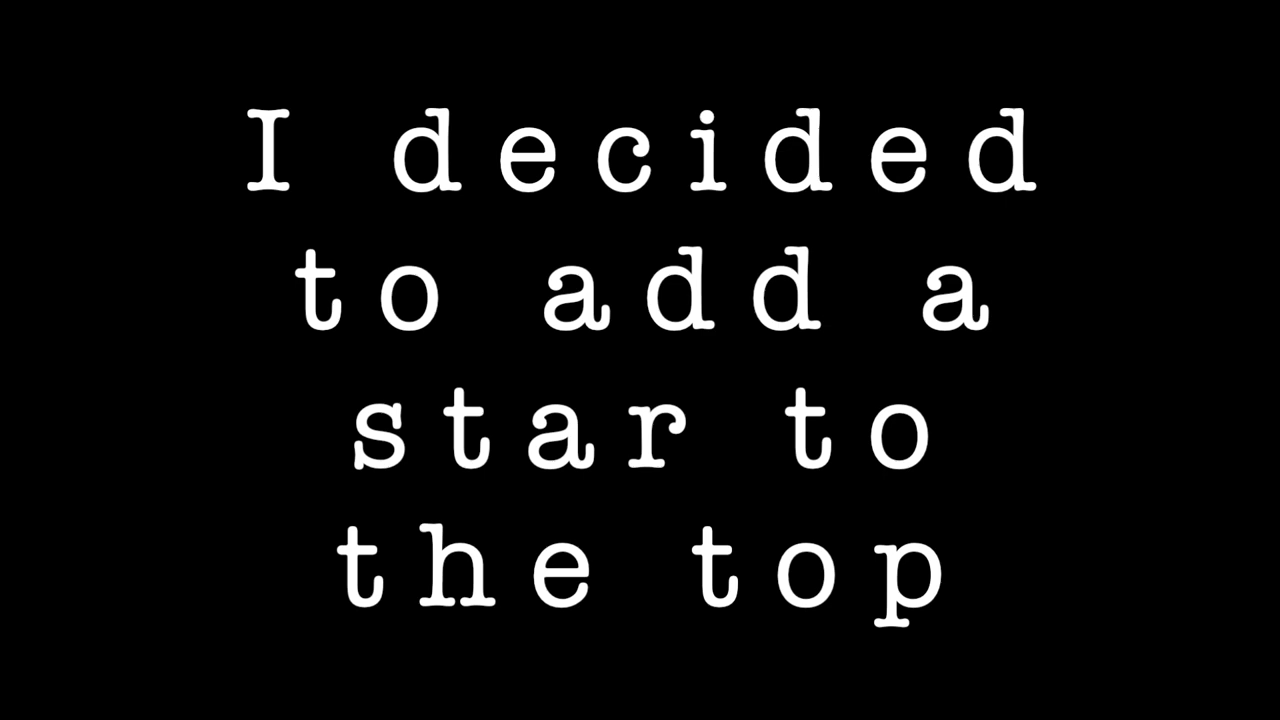 I decided
to add a
star to
the top